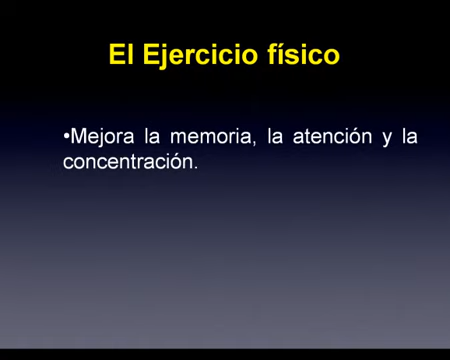 El Ejercicio físico
•Mejora la memoria, la atención y la
concentración.